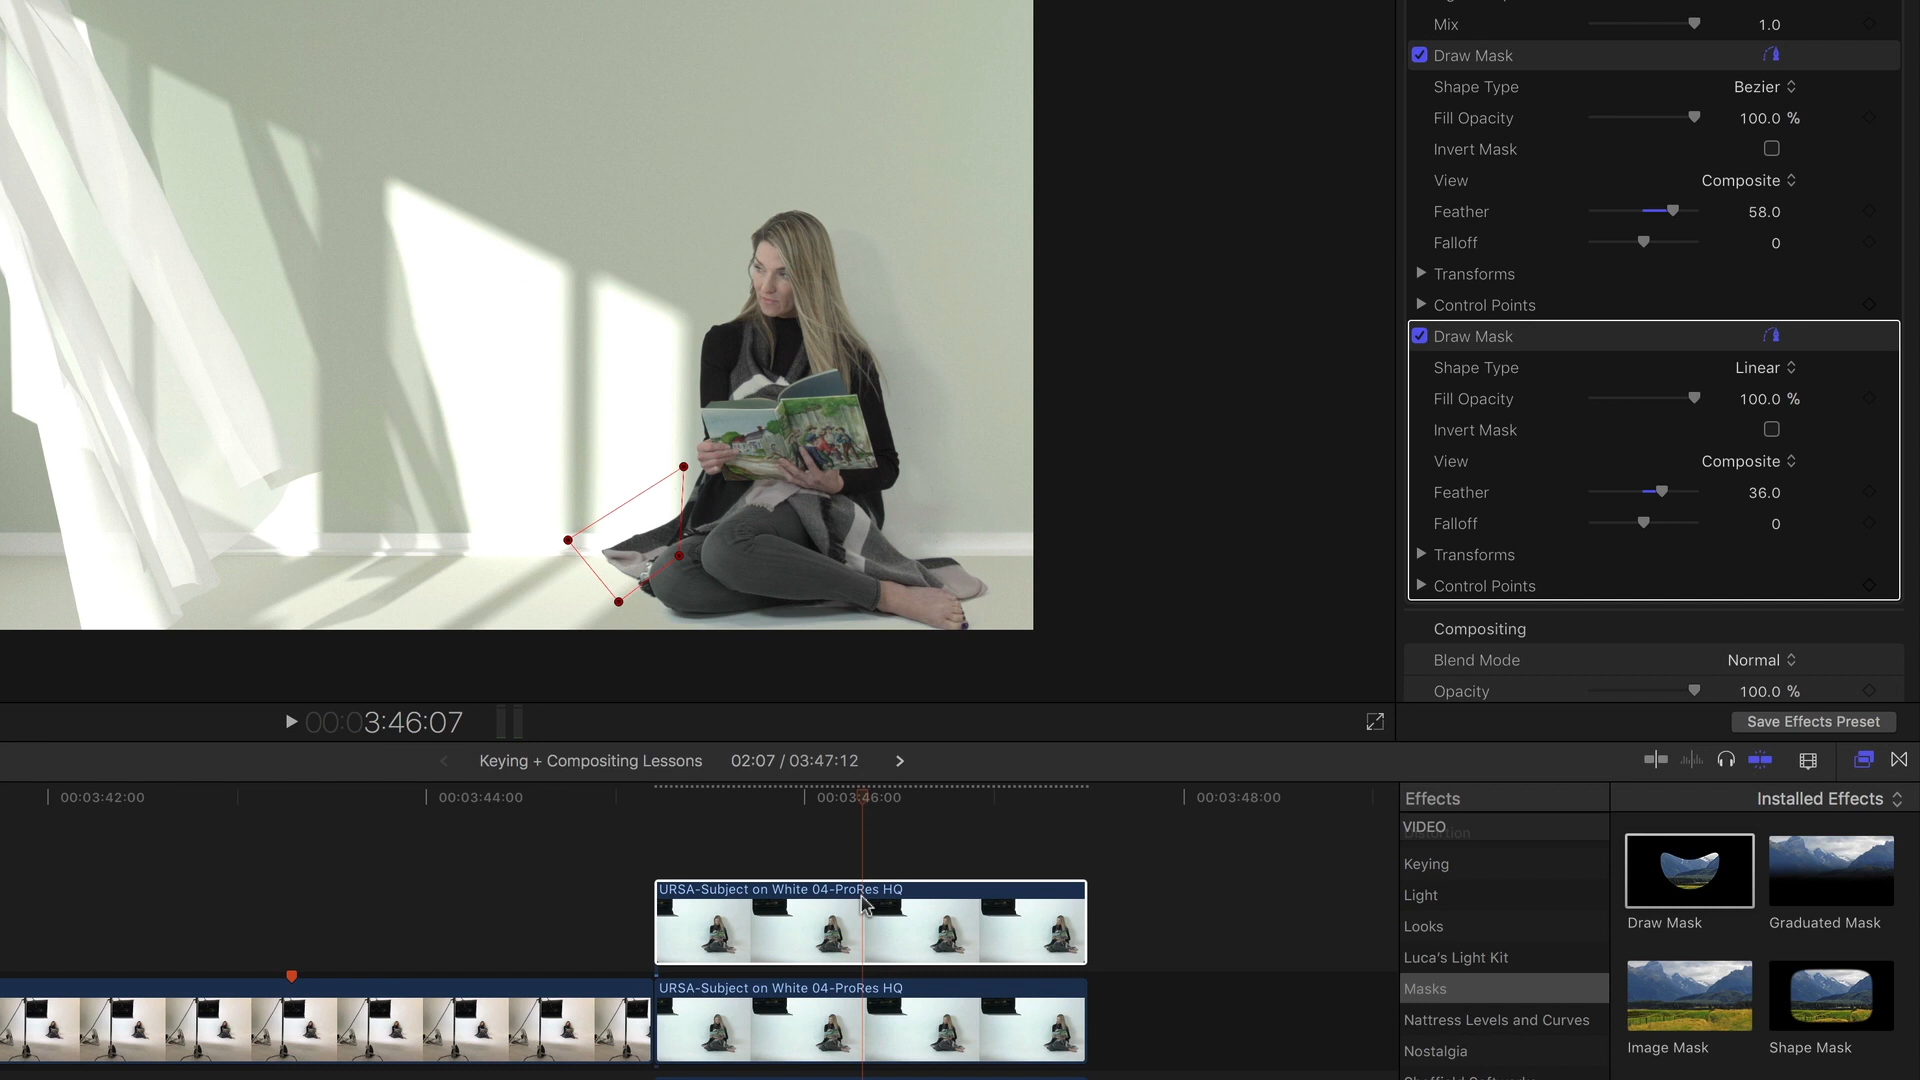 Mix 1.0
Draw Mask
Shape Type Bezier
Fill Opacity 100.0 %
Invert Mask
View Composite
Feather 58.0
Falloff 0
Transforms
Control Points
Draw Mask
Shape Type Linear
Fill Opacity 100.0 %
Invert Mask
View Composite
Feather 36.0
Falloff 0
Transforms
Control Points
Compositing
Blend Mode Normal
Opacity 100.0 %
00:03:46:07
Save Effects Preset
Keying + Compositing Lessons 02:07 / 03:47:12
00:03:42:00 00:03:44:00 00:03:46:00 00:03:48:00
URSA-Subject on White 04-ProRes HQ
URSA-Subject on White 04-ProRes HQ
Effects Installed Effects
VIDEO
Distortion
Keying
Light
Looks
Luca's Light Kit
Masks
Nattress Levels and Curves
Nostalgia
Draw Mask Graduated Mask
Image Mask Shape Mask